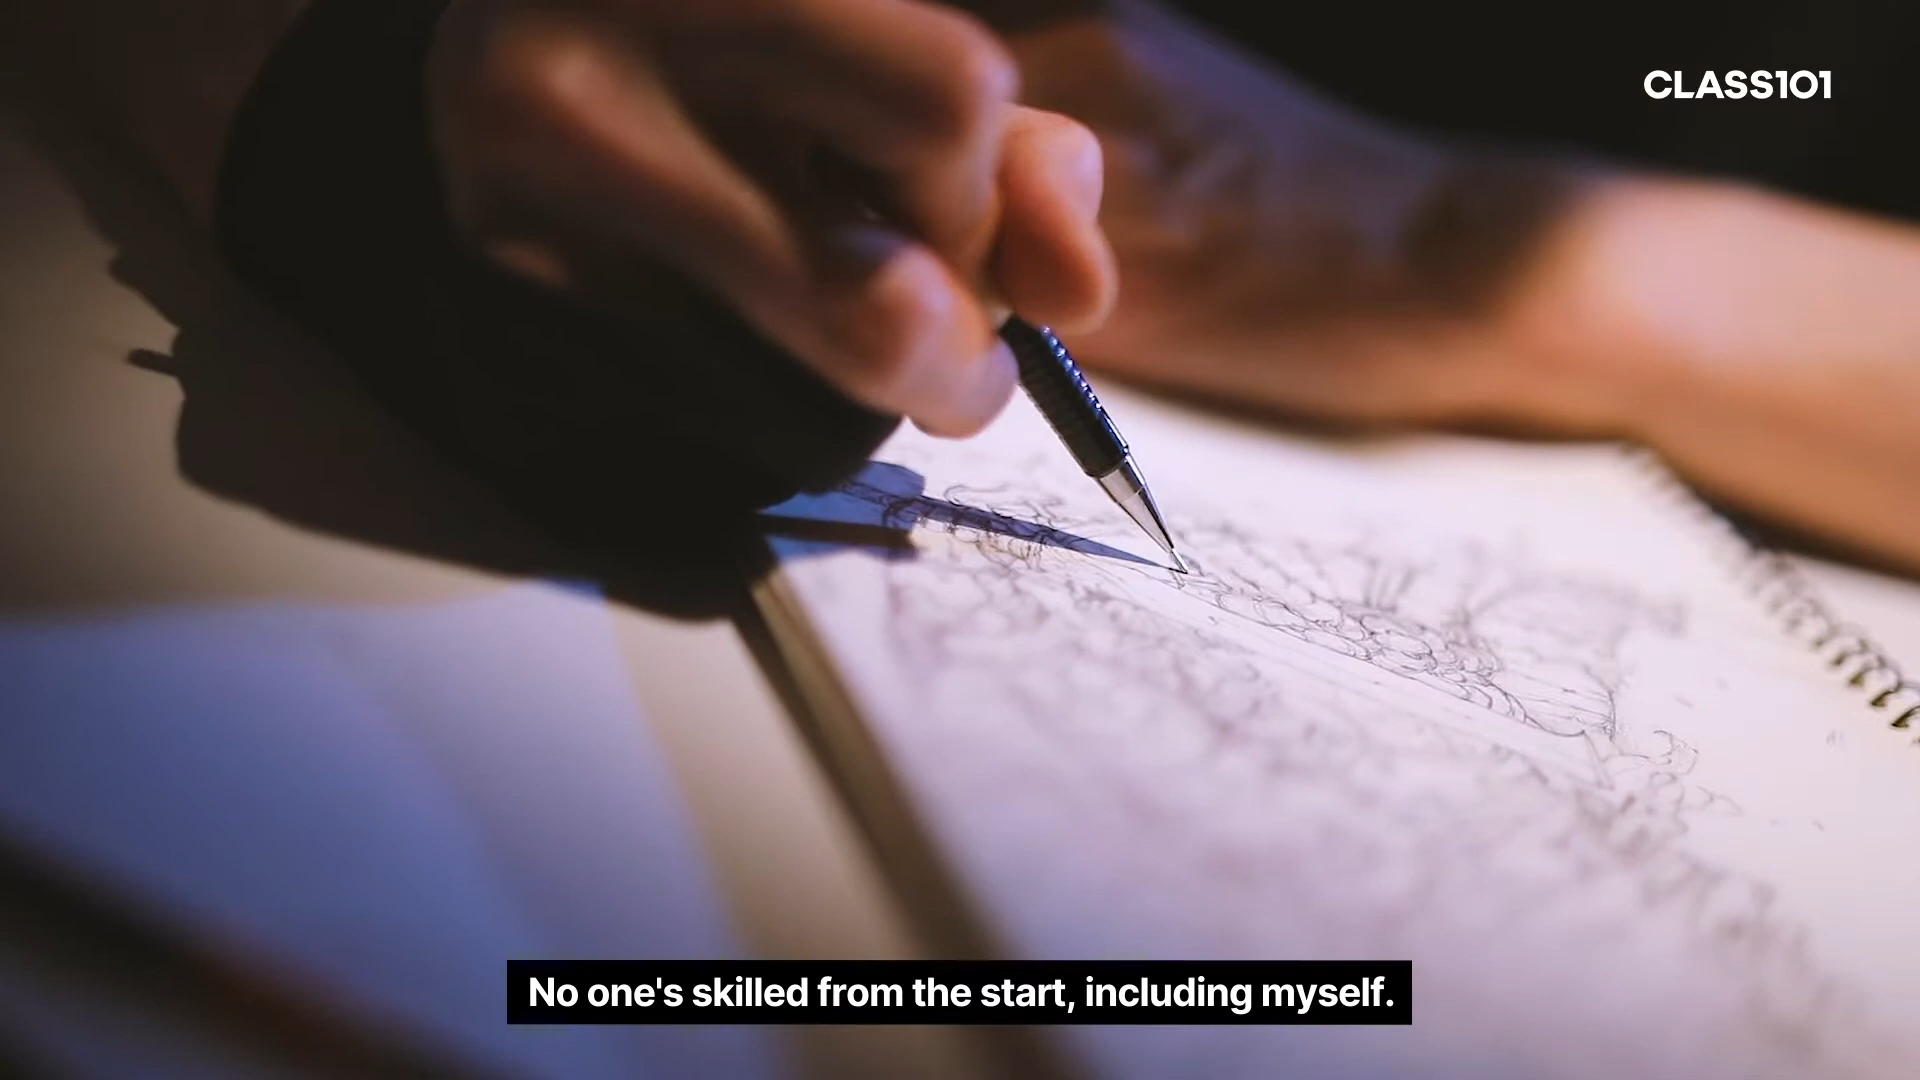 CLASS101
No one's skilled from the start, including myself.